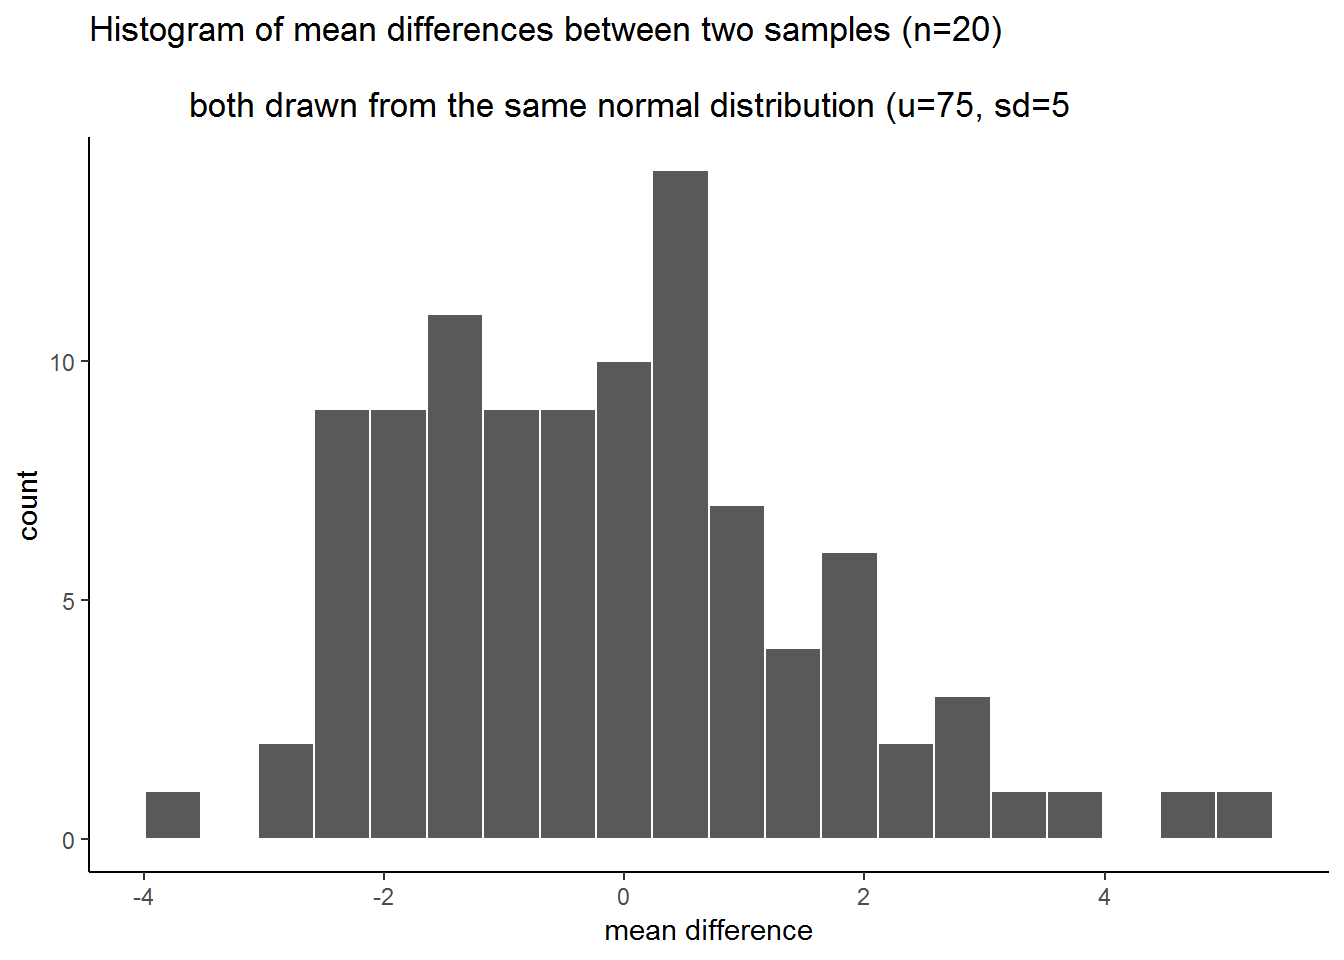 Histogram of mean differences between two samples (n=20)
both drawn from the same normal distribution (u=75, sd=5
10
5
0
count
-4
-2
0
2
4
mean difference